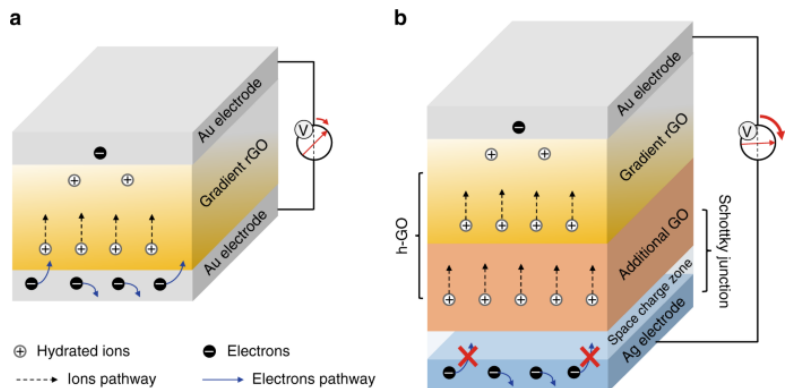 a
Au electrode
Gradient rGO
Au electrode
V
b
Au electrode
Gradient rGO
Additional GO
Space charge zone
Ag electrode
h-GO
Schottky junction
V
Hydrated ions
Electrons
Ions pathway
Electrons pathway